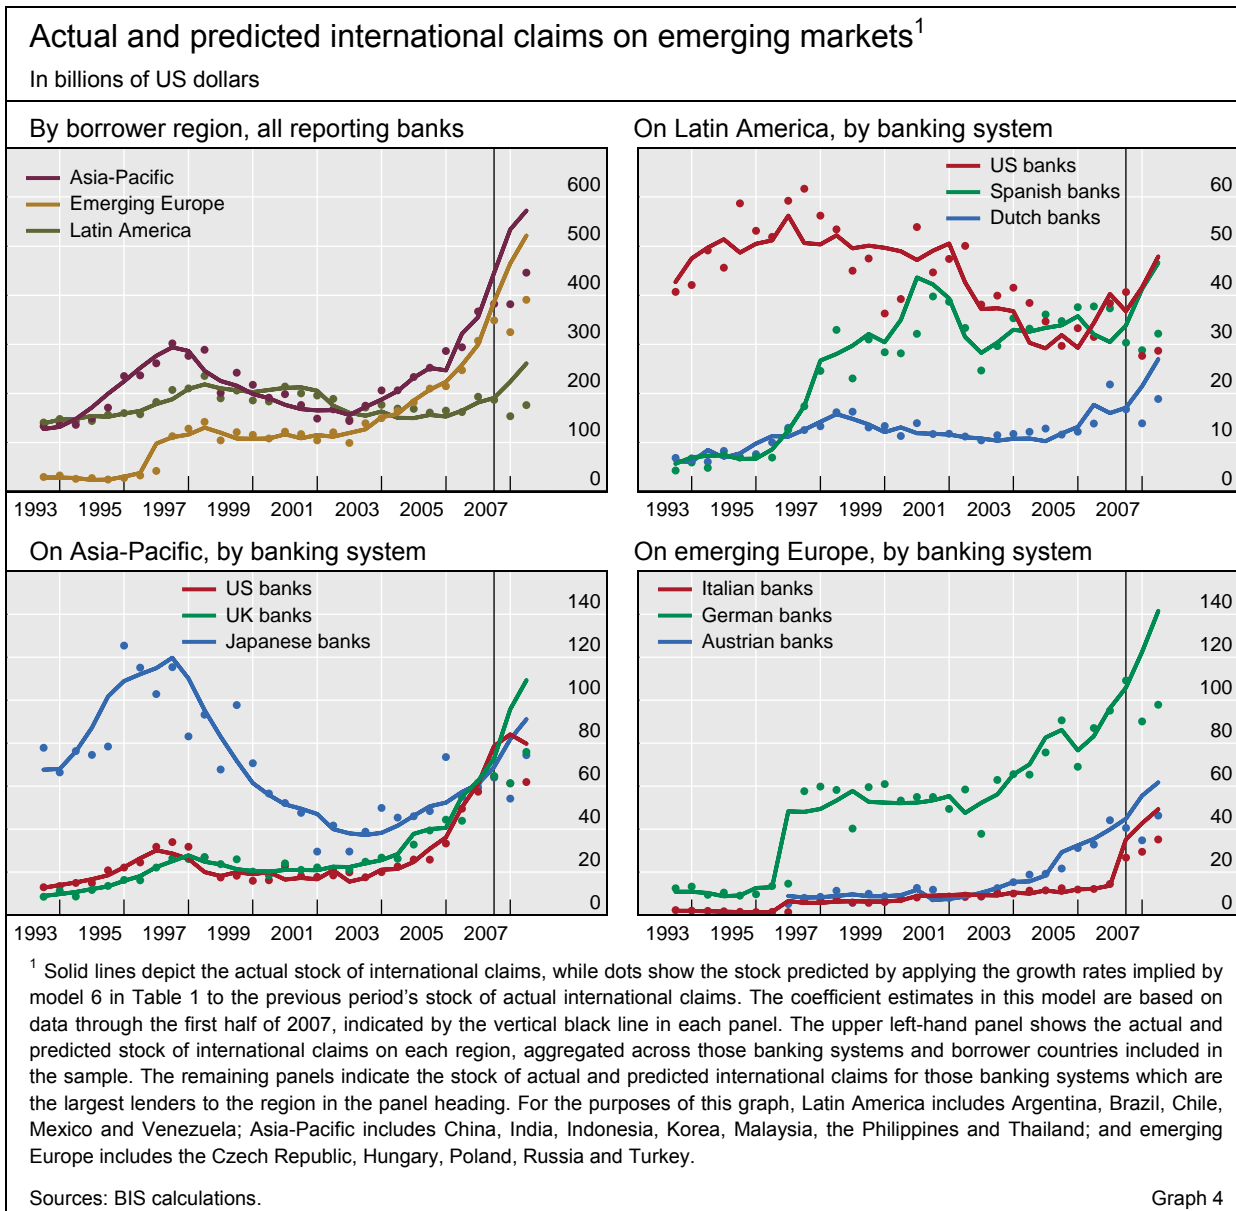 Actual and predicted international claims on emerging markets1
In billions of US dollars
By borrower region, all reporting banks
Asia-Pacific
Emerging Europe
Latin America
600
500
400
300
200
100
0
1993 1995 1997 1999 2001 2003 2005 2007
On Latin America, by banking system
US banks
Spanish banks
Dutch banks
60
50
40
30
20
10
0
1993 1995 1997 1999 2001 2003 2005 2007
On Asia-Pacific, by banking system
US banks
UK banks
Japanese banks
140
120
100
80
60
40
20
0
1993 1995 1997 1999 2001 2003 2005 2007
On emerging Europe, by banking system
Italian banks
German banks
Austrian banks
140
120
100
80
60
40
20
0
1993 1995 1997 1999 2001 2003 2005 2007
1 Solid lines depict the actual stock of international claims, while dots show the stock predicted by applying the growth rates implied by
model 6 in Table 1 to the previous period's stock of actual international claims. The coefficient estimates in this model are based on
data through the first half of 2007, indicated by the vertical black line in each panel. The upper left-hand panel shows the actual and
predicted stock of international claims on each region, aggregated across those banking systems and borrower countries included in
the sample. The remaining panels indicate the stock of actual and predicted international claims for those banking systems which are
the largest lenders to the region in the panel heading. For the purposes of this graph, Latin America includes Argentina, Brazil, Chile,
Mexico and Venezuela; Asia-Pacific includes China, India, Indonesia, Korea, Malaysia, the Philippines and Thailand; and emerging
Europe includes the Czech Republic, Hungary, Poland, Russia and Turkey.
Sources: BIS calculations.
Graph 4